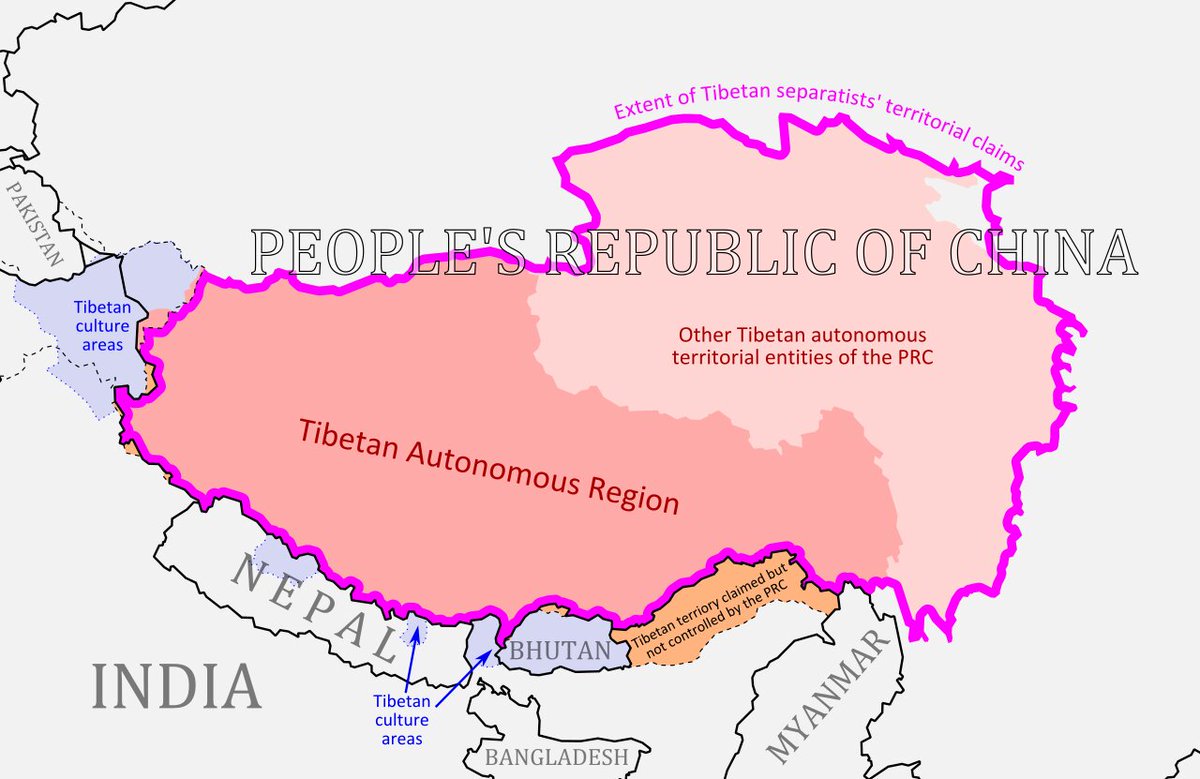 Extent of Tibetan separatists' territorial claims
PAKISTAN
PEOPLE'S REPUBLIC OF CHINA
Tibetan
culture
areas
Other Tibetan autonomous
territorial entities of the PRC
Tibetan Autonomous Region
NEPAL
Tibetan terriory claimed but
not controlled by the PRC
BHUTAN
INDIA
MYANMAR
Tibetan
culture
areas
BANGLADESH